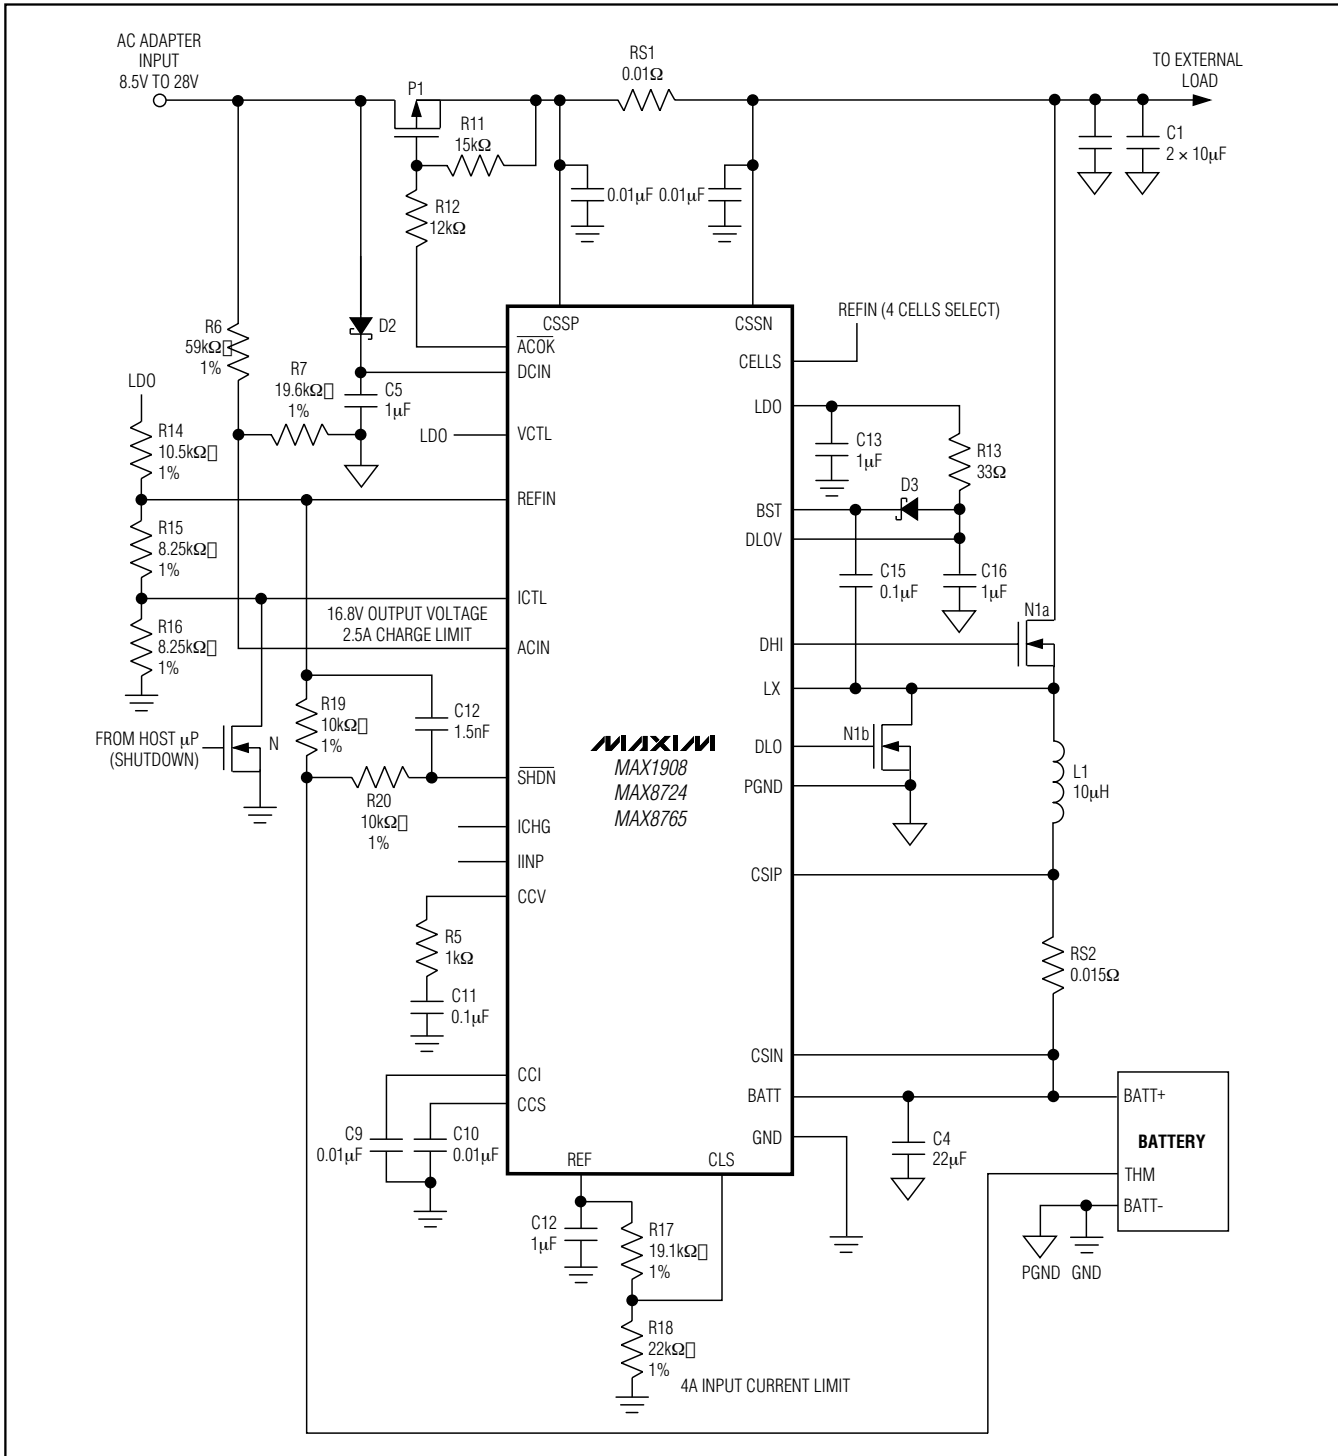 AC ADAPTER
INPUT
8.5V TO 28V
P1
RS1
0.01Ω
TO EXTERNAL
LOAD
R11
15kΩ
C1
2 × 10μF
R12
12kΩ
0.01μF
0.01μF
R6
59kΩ▯
1%
D2
CSSP
CSSN
REFIN (4 CELLS SELECT)
ACOK
DCIN
CELLS
R7
19.6kΩ▯
1%
C5
1μF
LDO
LDO
R14
10.5kΩ▯
1%
LDO
VCTL
C13
1μF
R13
33Ω
REFIN
D3
BST
DLOV
R15
8.25kΩ▯
1%
C15
0.1μF
C16
1μF
ICTL
16.8V OUTPUT VOLTAGE
2.5A CHARGE LIMIT
R16
8.25kΩ▯
1%
ACIN
DHI
N1a
LX
R19
10kΩ▯
1%
C12
1.5nF
FROM HOST μP
(SHUTDOWN)
N
MAXIM
MAX1908
MAX8724
MAX8765
DLO
N1b
PGND
L1
10μH
SHDN
R20
10kΩ▯
1%
ICHG
IINP
CSIP
CCV
R5
1kΩ
RS2
0.015Ω
C11
0.1μF
CSIN
CCI
CCS
BATT
BATT+
BATTERY
THM
BATT-
C9
0.01μF
C10
0.01μF
GND
C4
22μF
REF
CLS
C12
1μF
R17
19.1kΩ▯
1%
PGND
GND
R18
22kΩ▯
1%
4A INPUT CURRENT LIMIT